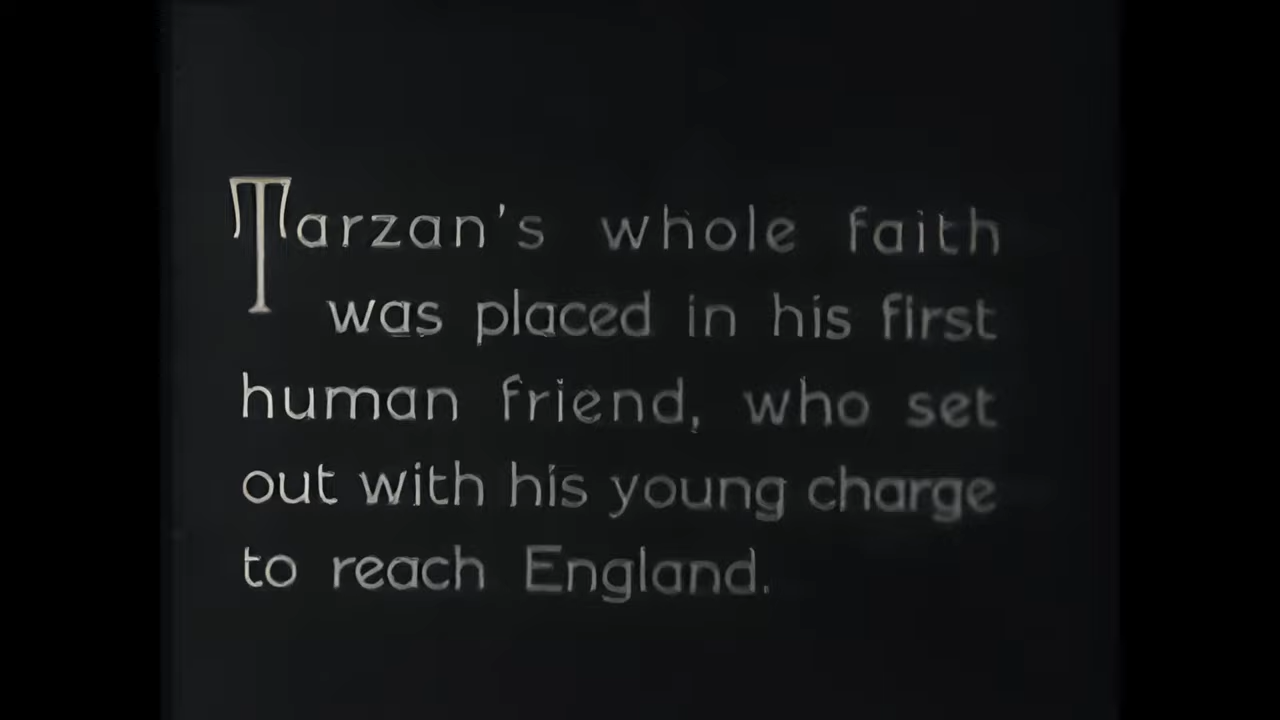 Tarzan's whole faith
was placed in his first
human friend, who set
out with his young charge
to reach England.